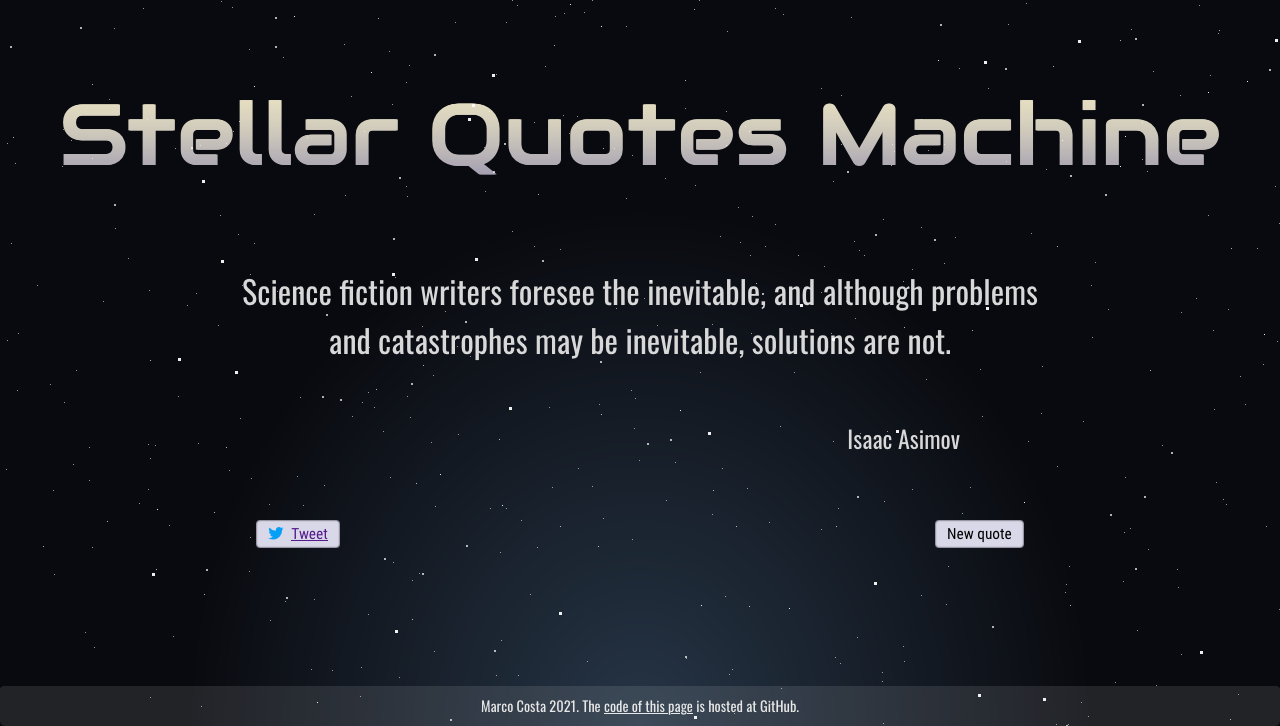 Stellar Quotes Machine
Science fiction writers foresee the inevitable, and although problems
and catastrophes may be inevitable, solutions are not.
Isaac Asimov
Tweet
New quote
Marco Costa 2021. The code of this page is hosted at GitHub.